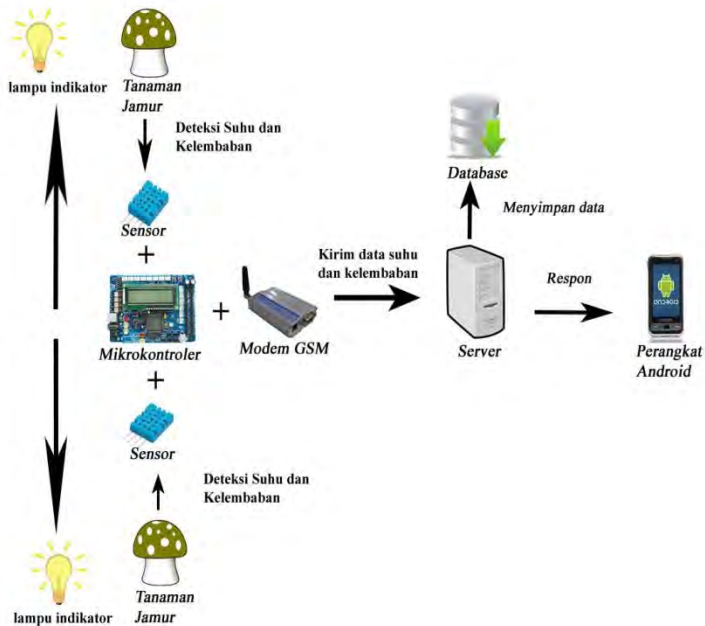 lampu indikator
Tanaman
Jamur
Deteksi Suhu dan
Kelembaban
Sensor
+
Mikrokontroler
+
Modem GSM
Kirim data suhu
dan kelembaban
Database
Menyimpan data
Server
Respon
Perangkat
Android
+
Sensor
Deteksi Suhu dan
Kelembaban
lampu indikator
Tanaman
Jamur